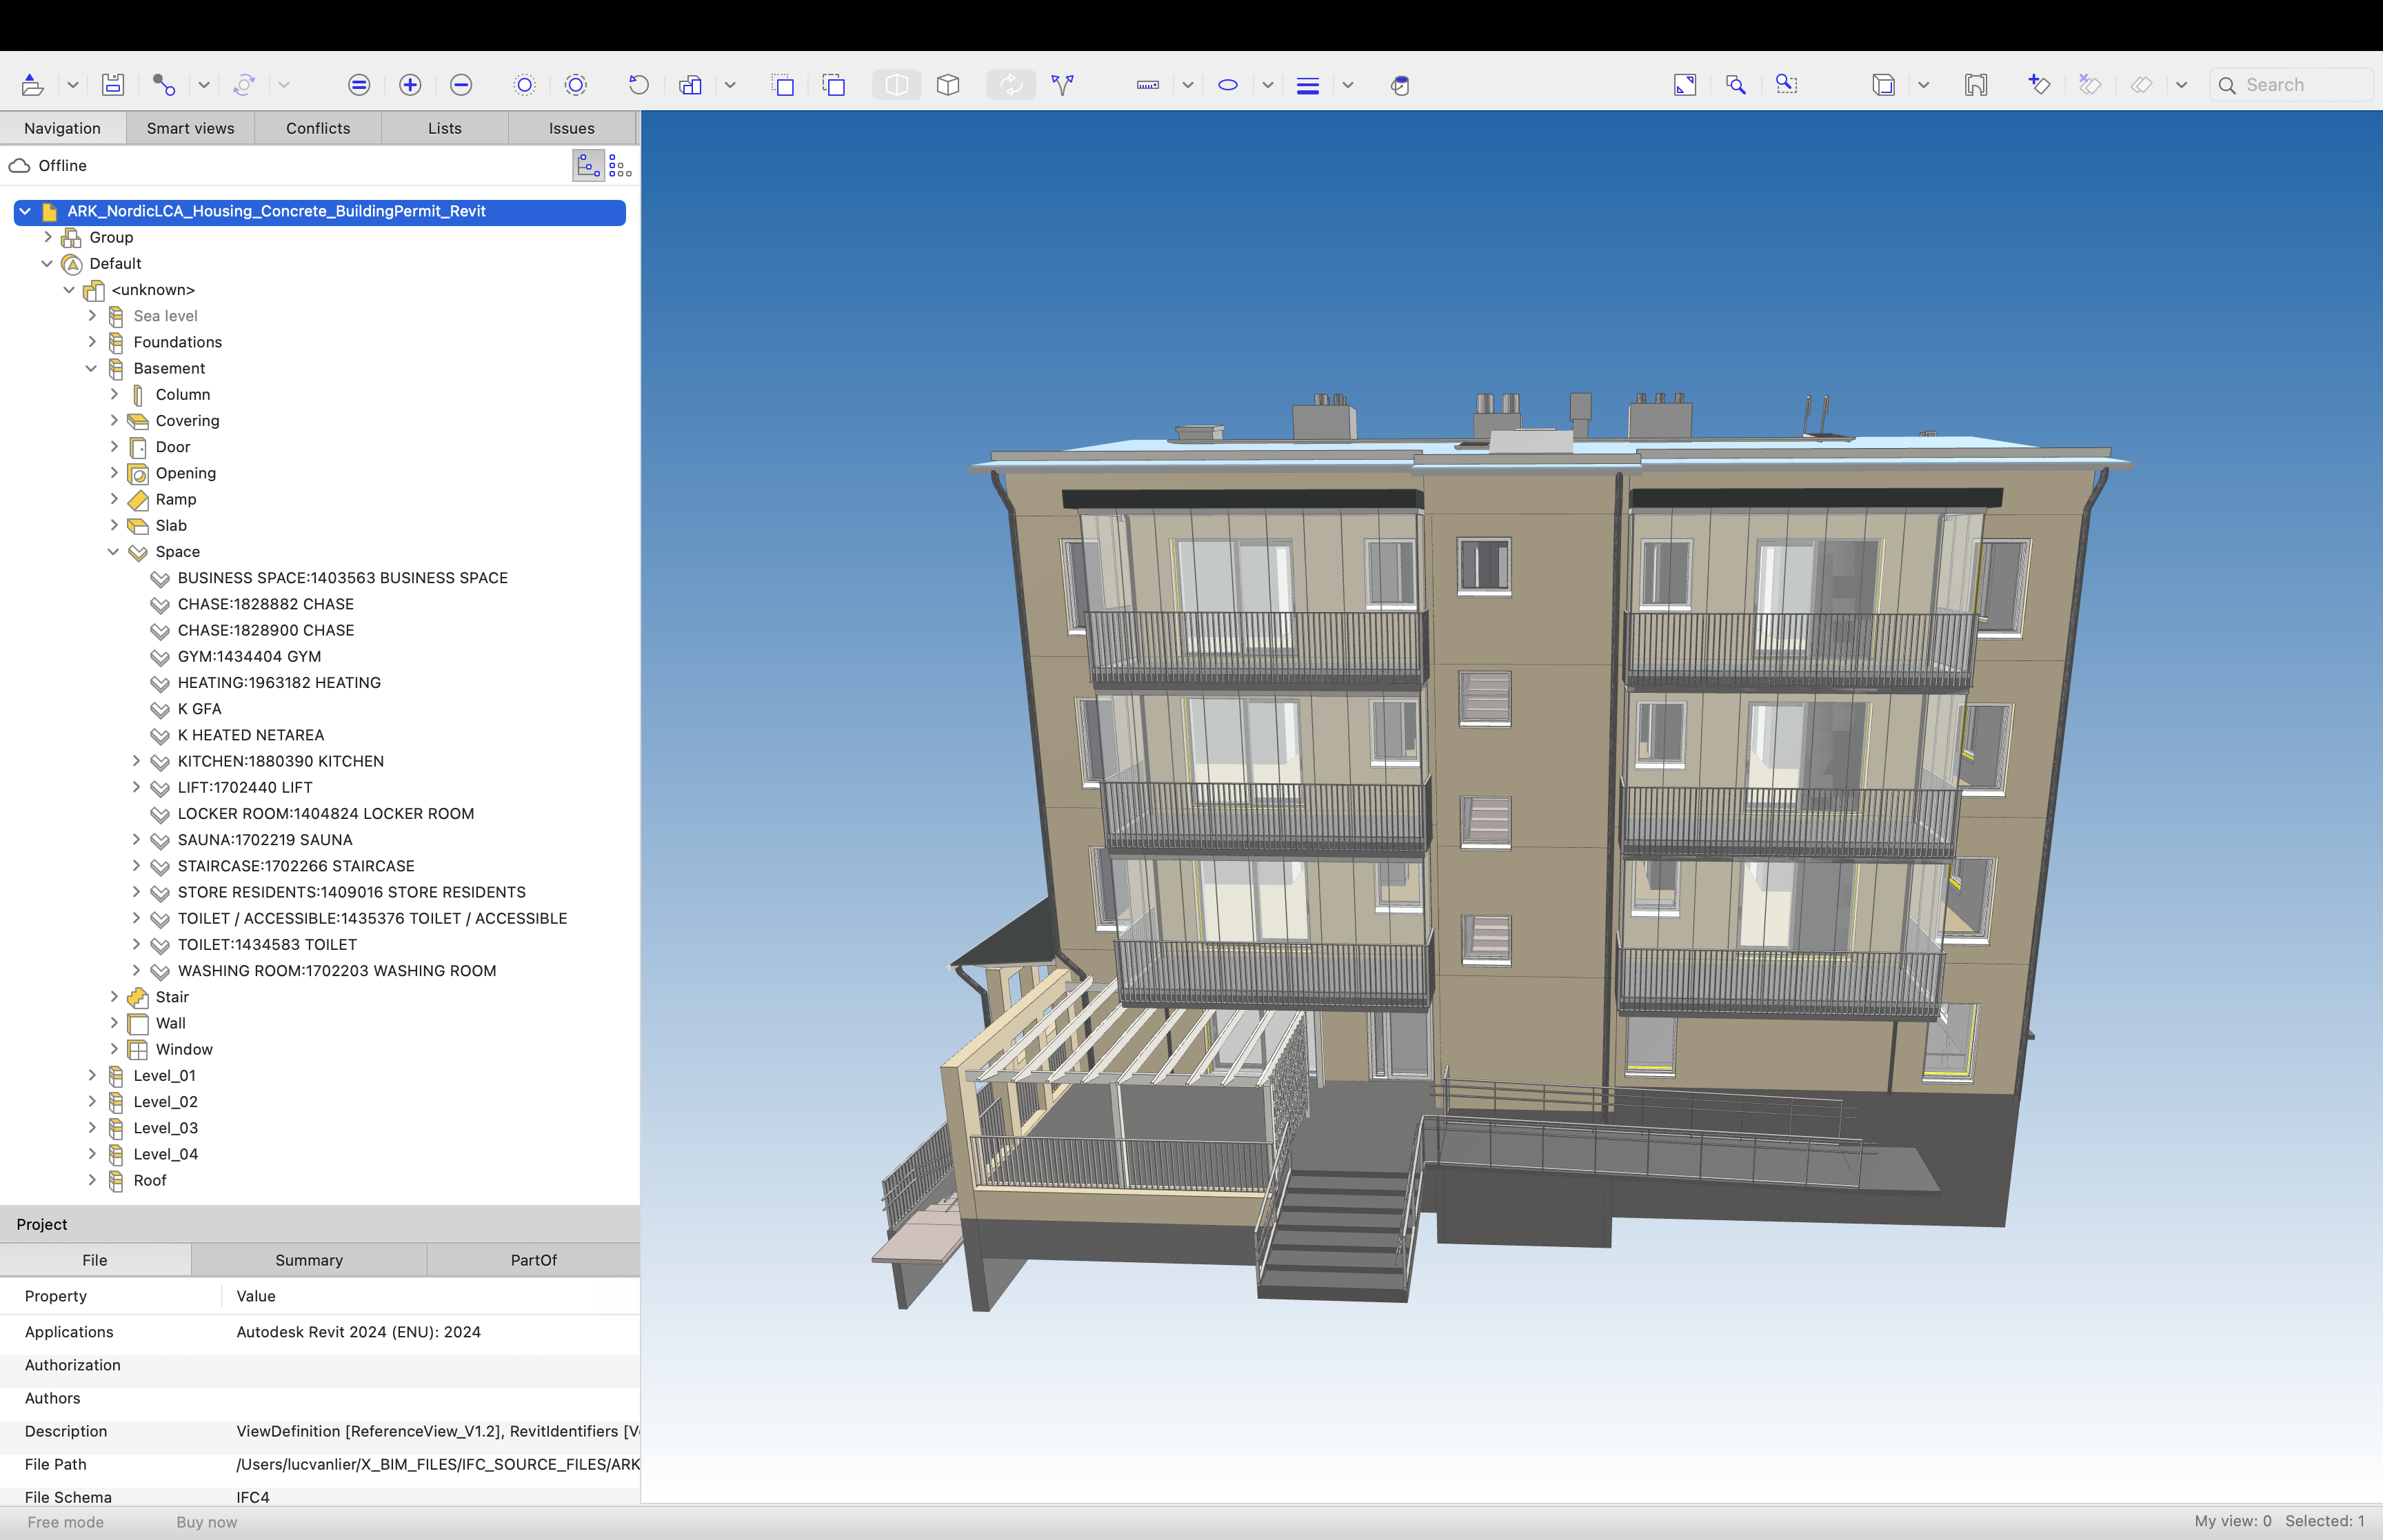 Search
Navigation
Smart views
Conflicts
Lists
Issues
Offline
ARK_NordicLCA_Housing_Concrete_BuildingPermit_Revit
Group
Default
<unknown>
Sea level
Foundations
Basement
Column
Covering
Door
Opening
Ramp
Slab
Space
BUSINESS SPACE:1403563 BUSINESS SPACE
CHASE:1828882 CHASE
CHASE:1828900 CHASE
GYM:1434404 GYM
HEATING:1963182 HEATING
K GFA
K HEATED NETAREA
KITCHEN:1880390 KITCHEN
LIFT:1702440 LIFT
LOCKER ROOM:1404824 LOCKER ROOM
SAUNA:1702219 SAUNA
STAIRCASE:1702266 STAIRCASE
STORE RESIDENTS:1409016 STORE RESIDENTS
TOILET / ACCESSIBLE:1435376 TOILET / ACCESSIBLE
TOILET:1434583 TOILET
WASHING ROOM:1702203 WASHING ROOM
Stair
Wall
Window
Level_01
Level_02
Level_03
Level_04
Roof
Project
File
Summary
PartOf
Property Value
Applications Autodesk Revit 2024 (ENU): 2024
Authorization
Authors
Description ViewDefinition [ReferenceView_V1.2], RevitIdentifiers [V
File Path /Users/lucvanlier/X_BIM_FILES/IFC_SOURCE_FILES/ARK
File Schema IFC4
Free mode Buy now My view: 0 Selected: 1